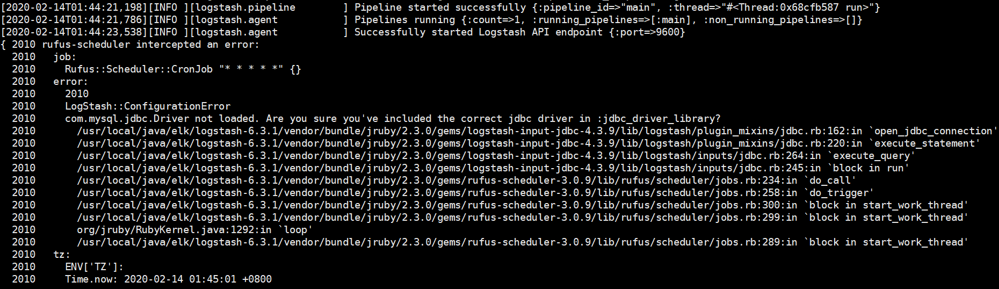 [2020-02-14T01:44:21,198][INFO ][logstash.pipeline        ] Pipeline started successfully {:pipeline_id=>"main", :thread=>"#<Thread:0x68cfb587 run>"}
[2020-02-14T01:44:21,786][INFO ][logstash.agent           ] Pipelines running {:count=>1, :running_pipelines=>[:main], :non_running_pipelines=>[]}
[2020-02-14T01:44:23,538][INFO ][logstash.agent           ] Successfully started Logstash API endpoint {:port=>9600}
{ 2010 rufus-scheduler intercepted an error:
  2010   job:
  2010     Rufus::Scheduler::CronJob "* * * * *" {}
  2010   error:
  2010     2010
  2010     LogStash::ConfigurationError
  2010     com.mysql.jdbc.Driver not loaded. Are you sure you've included the correct jdbc driver in :jdbc_driver_library?
  2010       /usr/local/java/elk/logstash-6.3.1/vendor/bundle/jruby/2.3.0/gems/logstash-input-jdbc-4.3.9/lib/logstash/plugin_mixins/jdbc.rb:162:in `open_jdbc_connection'
  2010       /usr/local/java/elk/logstash-6.3.1/vendor/bundle/jruby/2.3.0/gems/logstash-input-jdbc-4.3.9/lib/logstash/plugin_mixins/jdbc.rb:220:in `execute_statement'
  2010       /usr/local/java/elk/logstash-6.3.1/vendor/bundle/jruby/2.3.0/gems/logstash-input-jdbc-4.3.9/lib/logstash/inputs/jdbc.rb:264:in `execute_query'
  2010       /usr/local/java/elk/logstash-6.3.1/vendor/bundle/jruby/2.3.0/gems/logstash-input-jdbc-4.3.9/lib/logstash/inputs/jdbc.rb:245:in `block in run'
  2010       /usr/local/java/elk/logstash-6.3.1/vendor/bundle/jruby/2.3.0/gems/rufus-scheduler-3.0.9/lib/rufus/scheduler/jobs.rb:234:in `do_call'
  2010       /usr/local/java/elk/logstash-6.3.1/vendor/bundle/jruby/2.3.0/gems/rufus-scheduler-3.0.9/lib/rufus/scheduler/jobs.rb:258:in `do_trigger'
  2010       /usr/local/java/elk/logstash-6.3.1/vendor/bundle/jruby/2.3.0/gems/rufus-scheduler-3.0.9/lib/rufus/scheduler/jobs.rb:300:in `block in start_work_thread'
  2010       /usr/local/java/elk/logstash-6.3.1/vendor/bundle/jruby/2.3.0/gems/rufus-scheduler-3.0.9/lib/rufus/scheduler/jobs.rb:299:in `block in start_work_thread'
  2010       org/jruby/RubyKernel.java:1292:in `loop'
  2010       /usr/local/java/elk/logstash-6.3.1/vendor/bundle/jruby/2.3.0/gems/rufus-scheduler-3.0.9/lib/rufus/scheduler/jobs.rb:289:in `block in start_work_thread'
  2010   tz:
  2010     ENV['TZ']:
  2010     Time.now: 2020-02-14 01:45:01 +0800